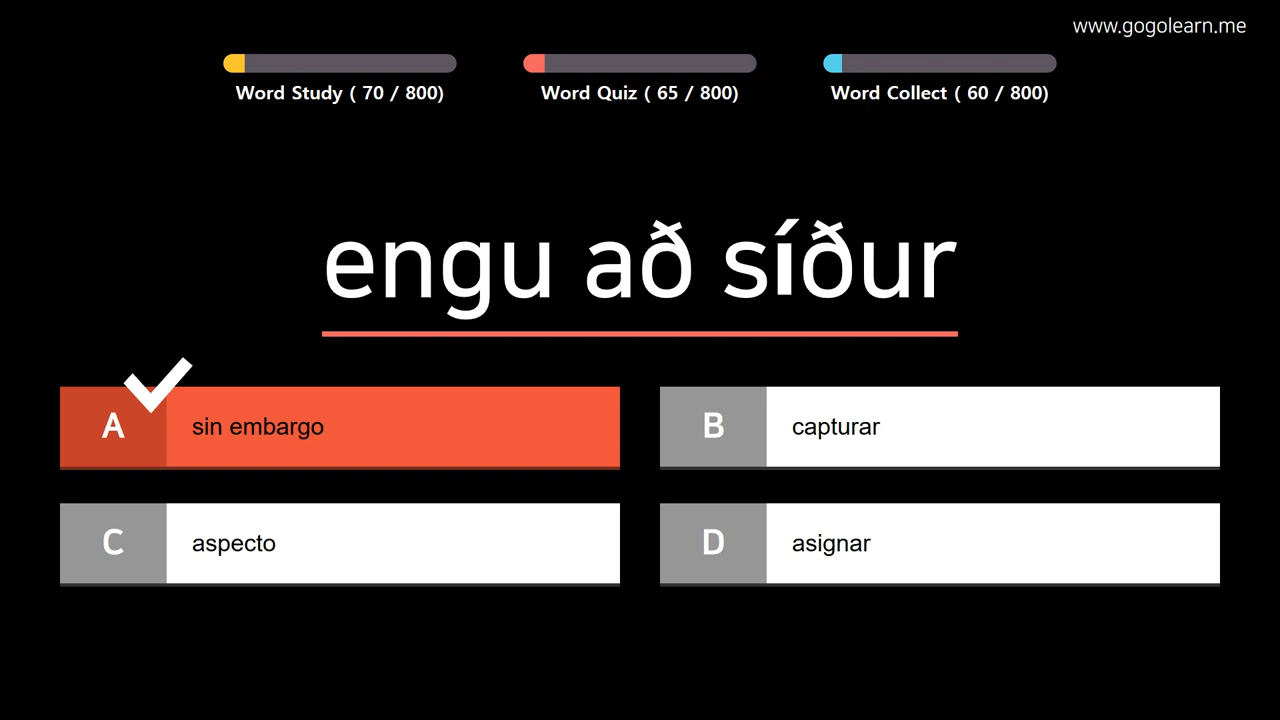 www.gogolearn.me
Word Study ( 70 / 800)
Word Quiz ( 65 / 800)
Word Collect ( 60 / 800)
engu að síður
A
sin embargo
B
capturar
C
aspecto
D
asignar